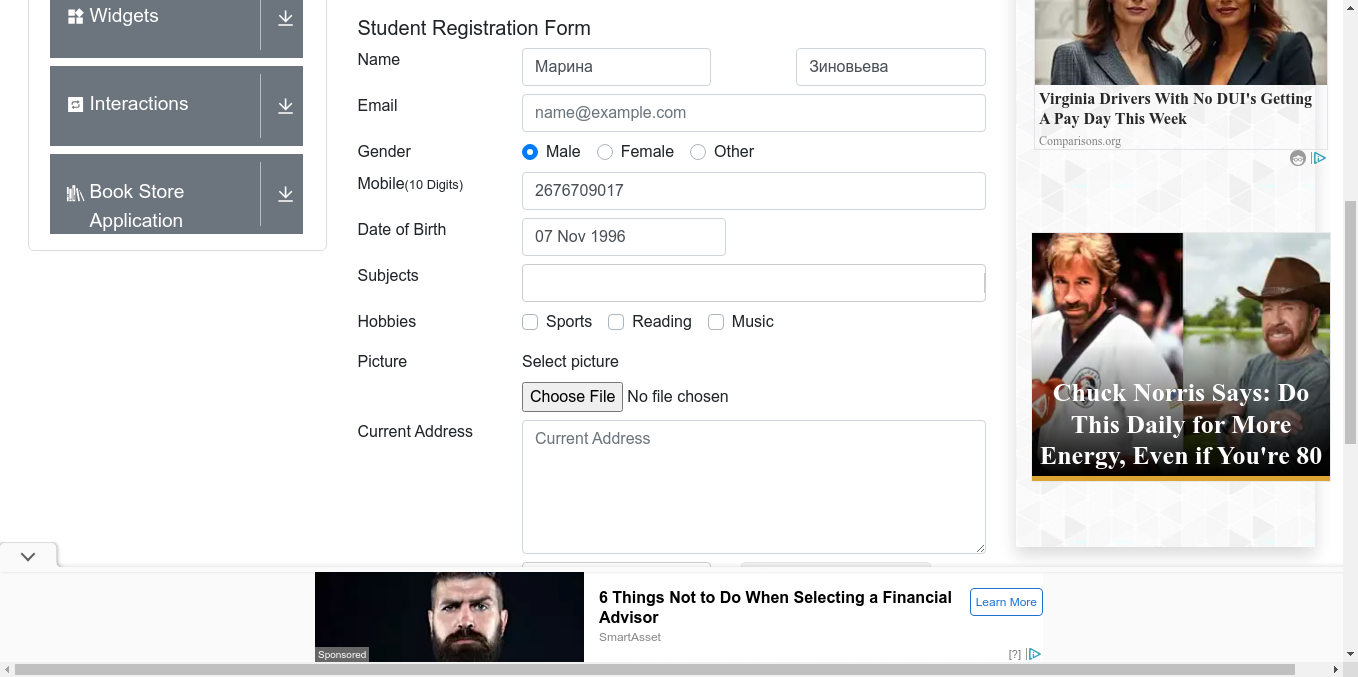 Widgets
Interactions
Book Store
Application
Student Registration Form
Name
Марина
Зиновьева
Email
name@example.com
Gender
Male
Female
Other
Mobile(10 Digits)
2676709017
Date of Birth
07 Nov 1996
Subjects
Hobbies
Sports
Reading
Music
Picture
Select picture
Choose File
No file chosen
Current Address
Current Address
Virginia Drivers With No DUI's Getting
A Pay Day This Week
Comparisons.org
Chuck Norris Says: Do
This Daily for More
Energy, Even if You're 80
6 Things Not to Do When Selecting a Financial
Advisor
SmartAsset
Learn More
Sponsored
[?]